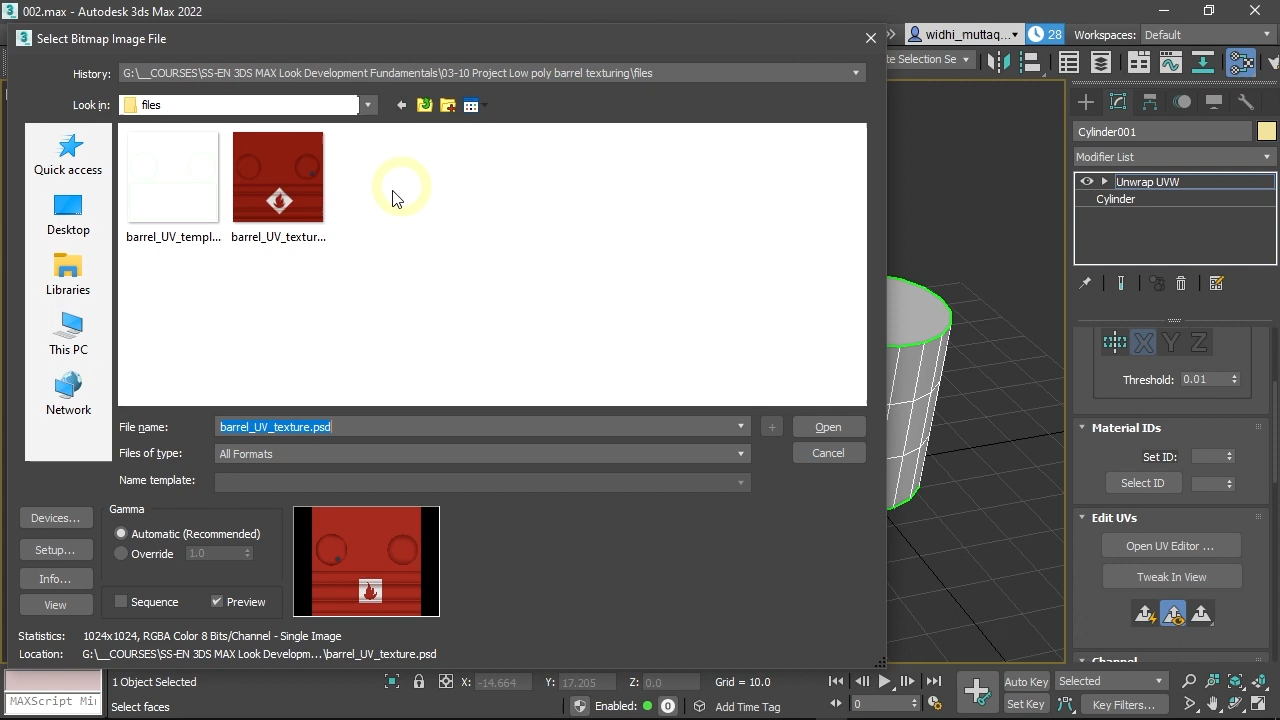 002.max - Autodesk 3ds Max 2022
Select Bitmap Image File
widhi_muttaq...
28
Workspaces: Default
te Selection Se
History: G:\__COURSES\SS-EN 3DS MAX Look Development Fundamentals\03-10 Project Low poly barrel texturing\files
Look in: files
Quick access
Desktop
Libraries
This PC
Network
barrel_UV_templ...
barrel_UV_textur...
Cylinder001
Modifier List
Unwrap UVW
Cylinder
X Y Z
Threshold: 0.01
Material IDs
Set ID:
Select ID
Edit UVs
Open UV Editor ...
Tweak In View
Channel
File name: barrel_UV_texture.psd
Open
Files of type: All Formats
Cancel
Name template:
Devices...
Setup...
Info...
View
Gamma
Automatic (Recommended)
Override 1.0
Sequence
Preview
Statistics: 1024x1024, RGBA Color 8 Bits/Channel - Single Image
Location: G:\__COURSES\SS-EN 3DS MAX Look Developm...\barrel_UV_texture.psd
1 Object Selected
X: -14.664
Y: 17.205
Z: 0.0
Grid = 10.0
Auto Key
Selected
MAXScript Mi
Select faces
Enabled:
0
Add Time Tag
0
Set Key
Key Filters...